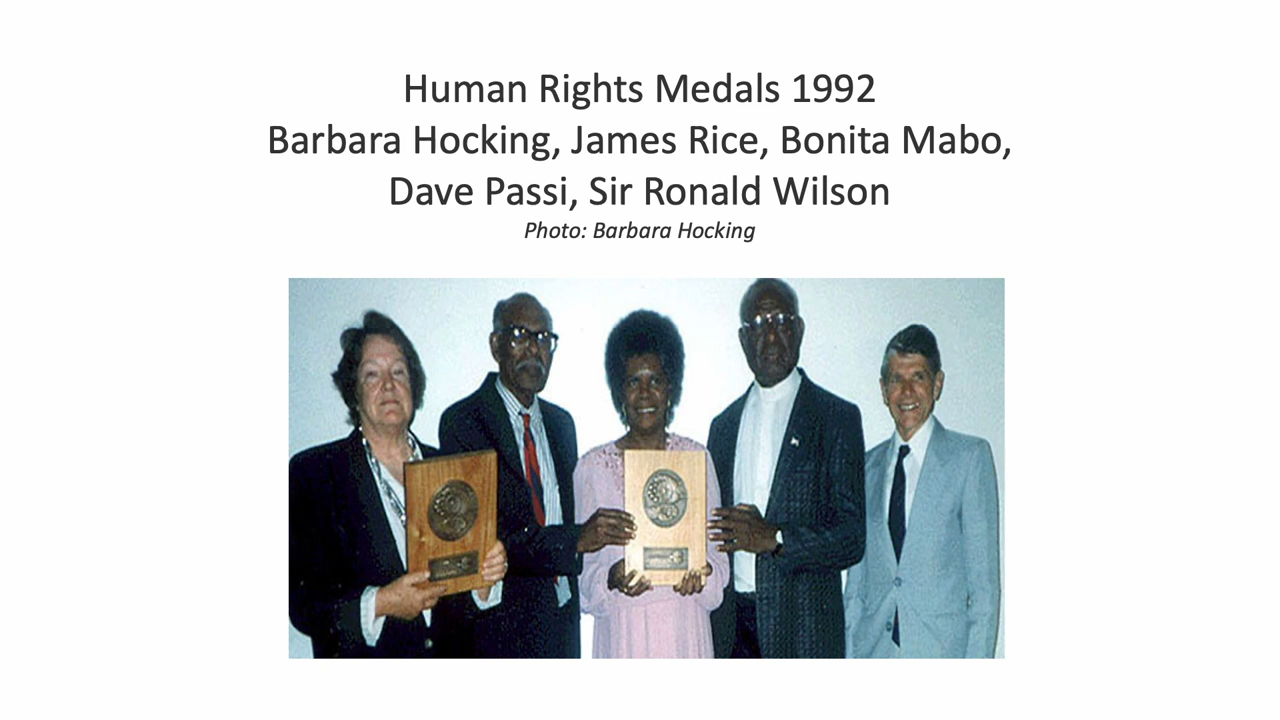 Human Rights Medals 1992
Barbara Hocking, James Rice, Bonita Mabo,
Dave Passi, Sir Ronald Wilson
Photo: Barbara Hocking